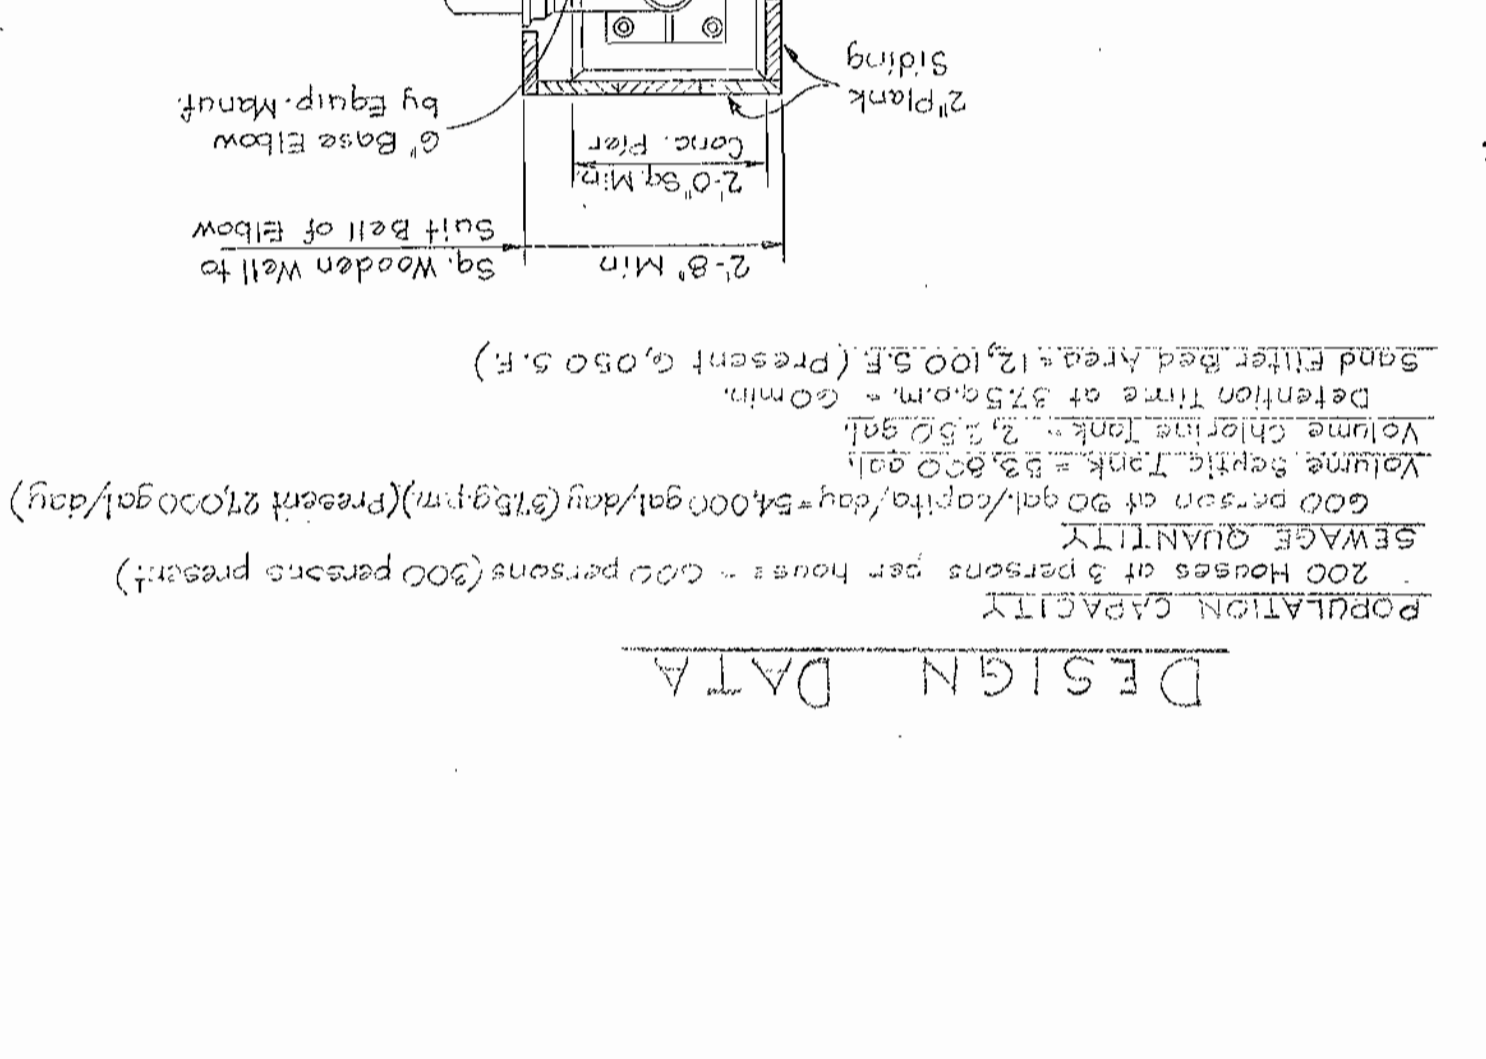 DESIGN DATA
POPULATION CAPACITY
200 Houses at 3 persons per house = 600 persons (300 persons present±)
SEWAGE QUANTITY
600 person at 90 gal./capita/day = 54,000 gal/day (37.5 g.p.m.) (Present 27,000 gal/day)
Volume Septic Tank = gal.
Volume Chlorine Tank = 2,250 gal.
Detention Time at 37.5 g.p.m. = 60 min.
Sand Filter Bed Area = 12,100 S.F. (Present 6,050 S.F.)
2'-8" Min
Sq. Wooden Well to
Suit Bell of Elbow
2'-0" Sq. Min.
Conc. Pier
6" Base Elbow
by Equip. Manuf.
2" Plank
Siding